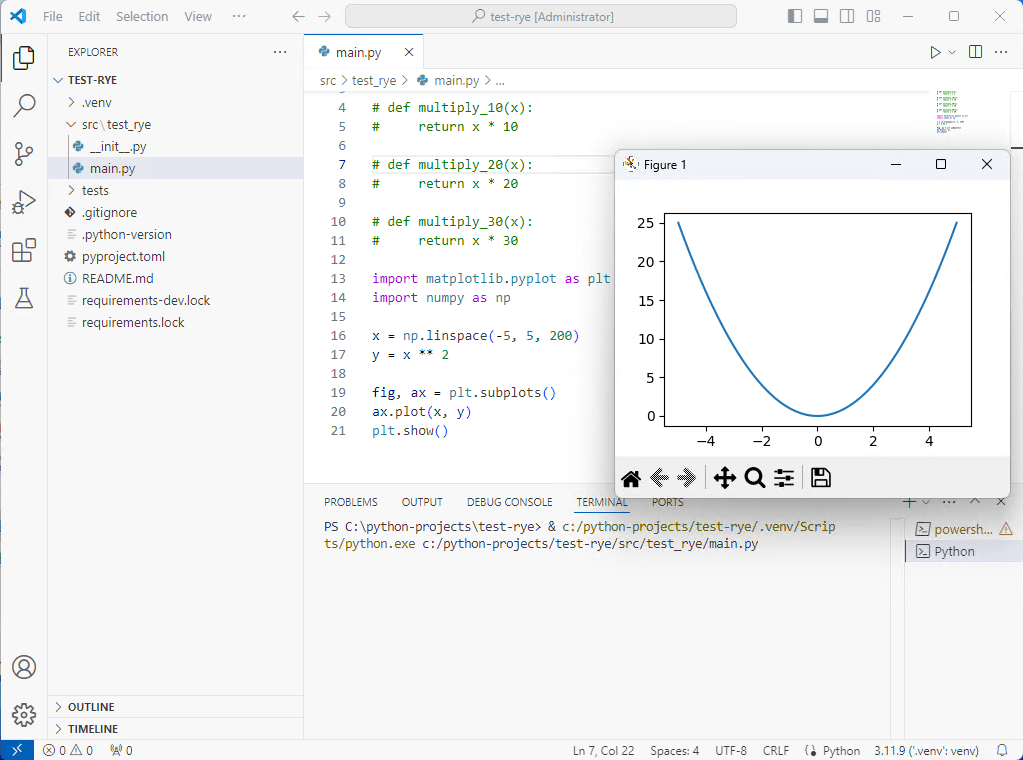 File Edit Selection View ···
test-rye [Administrator]
EXPLORER
TEST-RYE
.venv
src\test_rye
__init__.py
main.py
tests
.gitignore
.python-version
pyproject.toml
README.md
requirements-dev.lock
requirements.lock
OUTLINE
TIMELINE
main.py
src > test_rye > main.py > ...
4 # def multiply_10(x):
5 #     return x * 10
6
7 # def multiply_20(x):
8 #     return x * 20
9
10 # def multiply_30(x):
11 #     return x * 30
12
13 import matplotlib.pyplot as plt
14 import numpy as np
15
16 x = np.linspace(-5, 5, 200)
17 y = x ** 2
18
19 fig, ax = plt.subplots()
20 ax.plot(x, y)
21 plt.show()
Figure 1
25
20
15
10
5
0
−4 −2 0 2 4
PROBLEMS OUTPUT DEBUG CONSOLE TERMINAL PORTS
PS C:\python-projects\test-rye> & c:/python-projects/test-rye/.venv/Scrip
ts/python.exe c:/python-projects/test-rye/src/test_rye/main.py
powersh...
Python
0 0 0
Ln 7, Col 22 Spaces: 4 UTF-8 CRLF Python 3.11.9 ('.venv': venv)